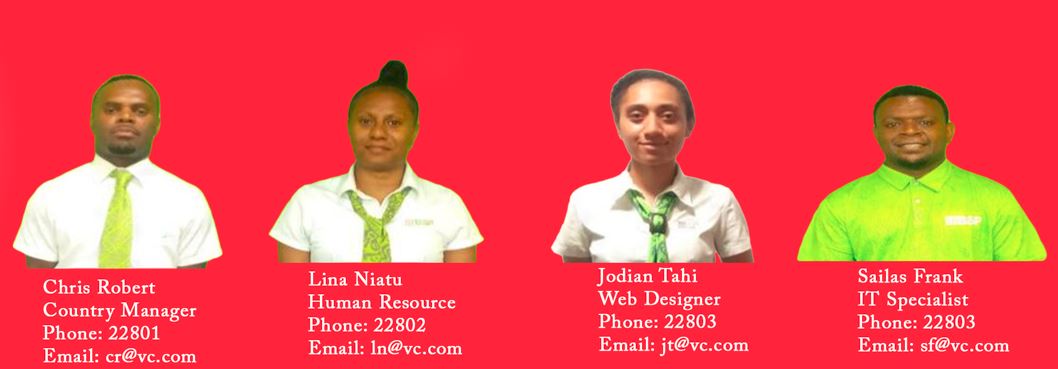 Chris Robert
Country Manager
Phone: 22801
Email: cr@vc.com
Lina Niatu
Human Resource
Phone: 22802
Email: ln@vc.com
Jodian Tahi
Web Designer
Phone: 22803
Email: jt@vc.com
Sailas Frank
IT Specialist
Phone: 22803
Email: sf@vc.com